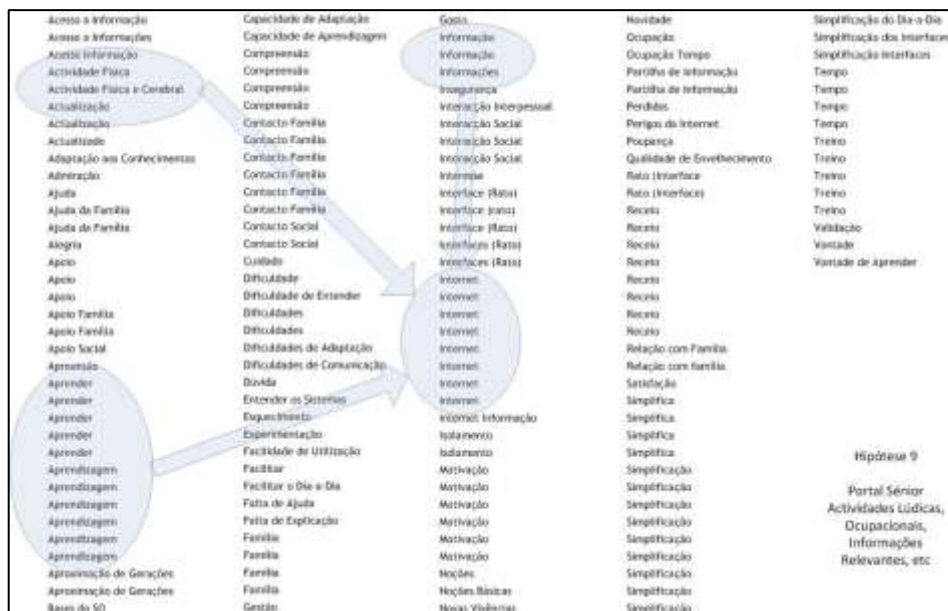 Acesso a Informação
Acesso a Informações
Acesso Informação
Actividade Física
Actividade Física e Cerebral
Actualização
Actualização
Actualizado
Adaptação aos Conhecimentos
Admiração
Ajuda
Ajuda da Família
Ajuda da Família
Alegria
Apoio
Apoio
Apoio
Apoio Família
Apoio Família
Apoio Social
Apreensão
Aprender
Aprender
Aprender
Aprender
Aprender
Aprendizagem
Aprendizagem
Aprendizagem
Aprendizagem
Aprendizagem
Aprendizagem
Aproximação de Gerações
Aproximação de Gerações
Bases do SO
Capacidade de Adaptação
Capacidade de Aprendizagem
Compreensão
Compreensão
Compreensão
Compreensão
Contacto Família
Contacto Família
Contacto Família
Contacto Família
Contacto Família
Contacto Família
Contacto Social
Contacto Social
Cuidado
Dificuldade
Dificuldade de Entender
Dificuldades
Dificuldades
Dificuldades de Adaptação
Dificuldades de Comunicação
Dúvida
Entender os Sistemas
Esquecimento
Experimentação
Facilidade de Utilização
Facilitar
Facilitar o Dia-a-Dia
Falta de Ajuda
Falta de Explicação
Família
Família
Família
Família
Gestão
Gosto
Informação
Informação
Informações
Insegurança
Interacção Interpessoal
Interacção Social
Interacção Social
Interacção Social
Interesse
Interface (Rato)
Interface (rato)
Interface (Rato)
Interfaces (Rato)
Interfaces (Rato)
Internet
Internet
Internet
Internet
Internet
Internet
Internet
Internet
Internet Informação
Isolamento
Isolamento
Motivação
Motivação
Motivação
Motivação
Motivação
Motivação
Noções
Noções Básicas
Novas Vivências
Novidade
Ocupação
Ocupação Tempo
Partilha de Informação
Partilha de Informação
Perdidos
Perigos da Internet
Poupança
Qualidade de Envelhecimento
Rato (Interface
Rato (Interface)
Receio
Receio
Receio
Receio
Receio
Receio
Receio
Receio
Relação com Família
Relação com família
Satisfação
Simplifica
Simplifica
Simplifica
Simplifica
Simplificação
Simplificação
Simplificação
Simplificação
Simplificação
Simplificação
Simplificação
Simplificação
Simplificação
Simplificação do Dia-a-Dia
Simplificação dos Interfaces
Simplificação Interfaces
Tempo
Tempo
Tempo
Tempo
Treino
Treino
Treino
Treino
Treino
Validação
Vontade
Vontade de Aprender
Hipótese 9
Portal Sénior
Actividades Lúdicas,
Ocupacionais,
Informações
Relevantes, etc